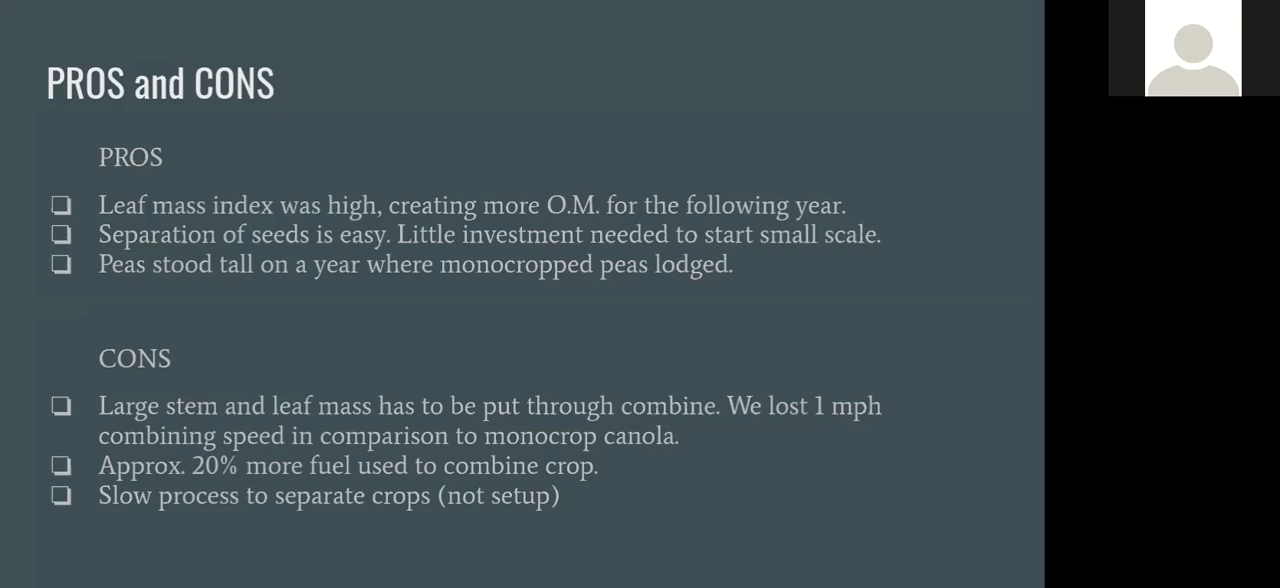 PROS and CONS
PROS
❏ Leaf mass index was high, creating more O.M. for the following year.
❏ Separation of seeds is easy. Little investment needed to start small scale.
❏ Peas stood tall on a year where monocropped peas lodged.
CONS
❏ Large stem and leaf mass has to be put through combine. We lost 1 mph
combining speed in comparison to monocrop canola.
❏ Approx. 20% more fuel used to combine crop.
❏ Slow process to separate crops (not setup)